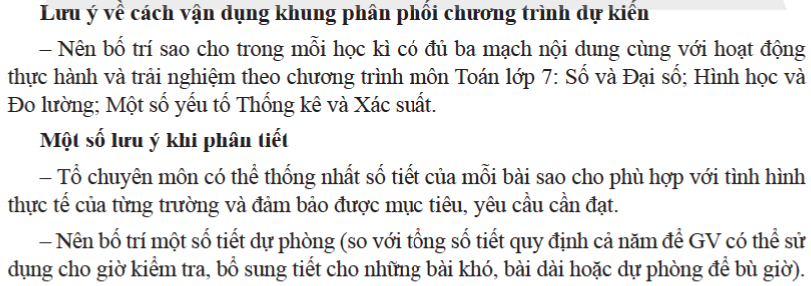 Lưu ý về cách vận dụng khung phân phối chương trình dự kiến
– Nên bố trí sao cho trong mỗi học kì có đủ ba mạch nội dung cùng với hoạt động
thực hành và trải nghiệm theo chương trình môn Toán lớp 7: Số và Đại số; Hình học và
Đo lường; Một số yếu tố Thống kê và Xác suất.
Một số lưu ý khi phân tiết
– Tổ chuyên môn có thể thống nhất số tiết của mỗi bài sao cho phù hợp với tình hình
thực tế của từng trường và đảm bảo được mục tiêu, yêu cầu cần đạt.
– Nên bố trí một số tiết dự phòng (so với tổng số tiết quy định cả năm để GV có thể sử
dụng cho giờ kiểm tra, bổ sung tiết cho những bài khó, bài dài hoặc dự phòng để bù giờ).